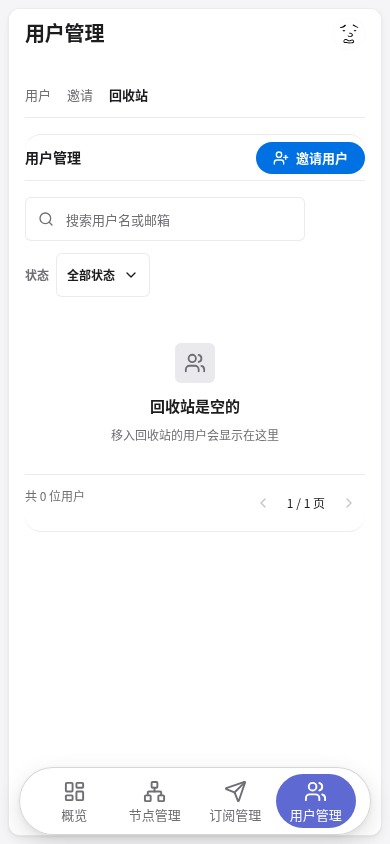 用户管理
用户 邀请 回收站
用户管理 邀请用户
搜索用户名或邮箱
状态 全部状态
回收站是空的
移入回收站的用户会显示在这里
共 0 位用户 1 / 1 页
概览 节点管理 订阅管理 用户管理